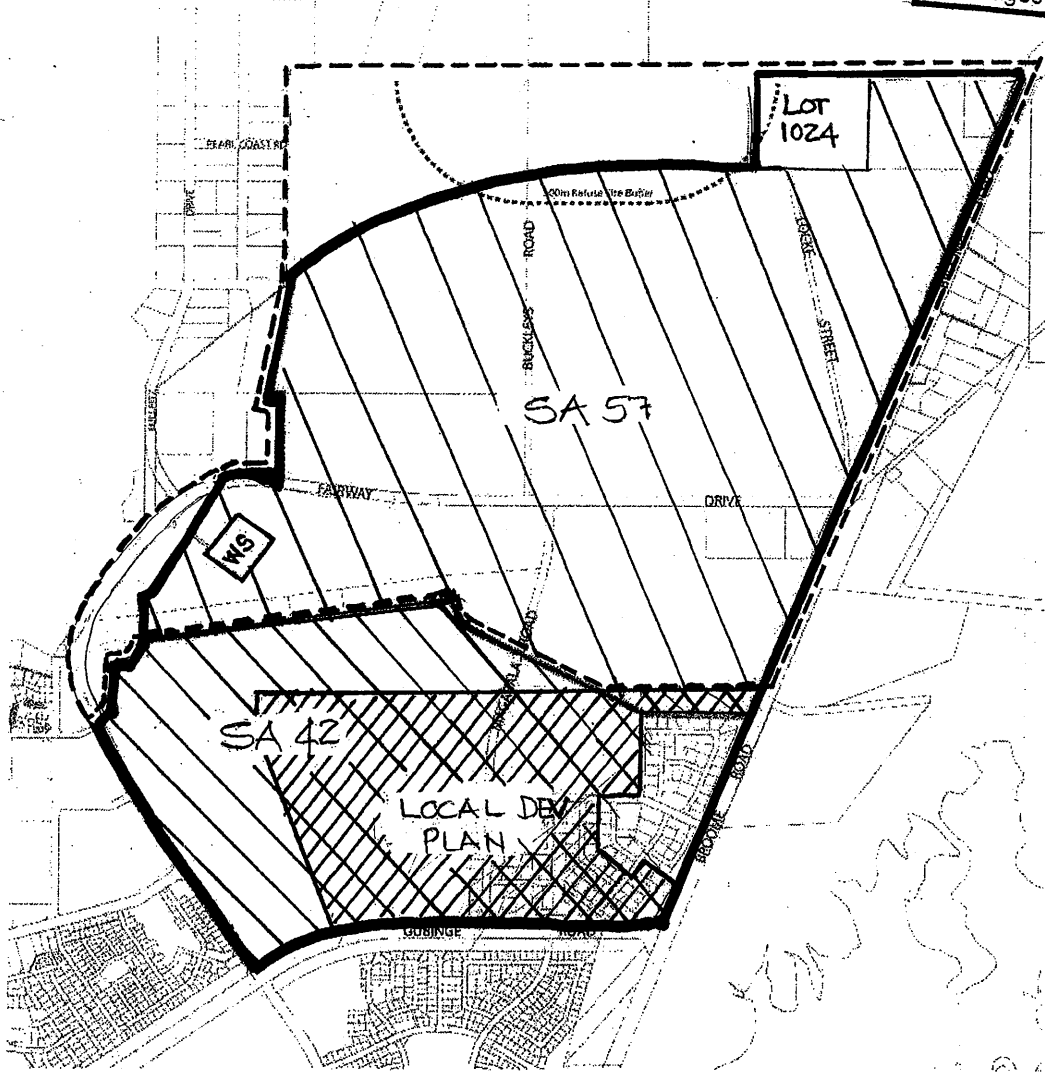 LOT
1024
PEARL COAST RD
DRIVE
500m Refuse Site Buffer
ROAD
BUCKLEYS
LOCKE
STREET
SA 57
FAIRWAY
DRIVE
WS
ROAD
SA 42
LOCAL DEV
PLAN
ROAD
BROOME
GUBINGE
ROAD